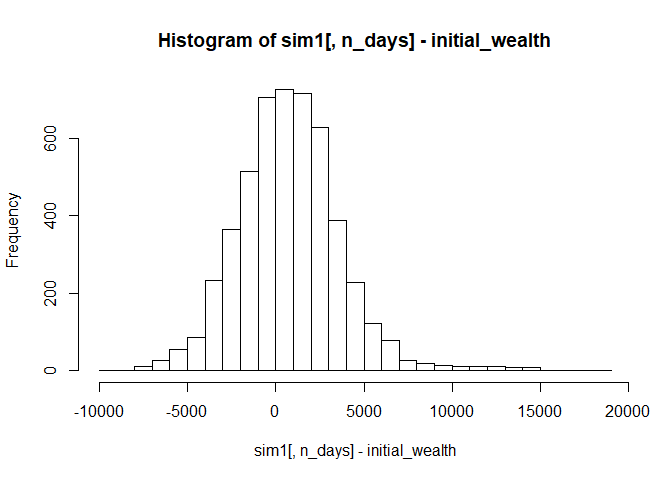 Histogram of sim1[, n_days] - initial_wealth
Frequency
600
400
200
0
-10000 -5000 0 5000 10000 15000 20000
sim1[, n_days] - initial_wealth